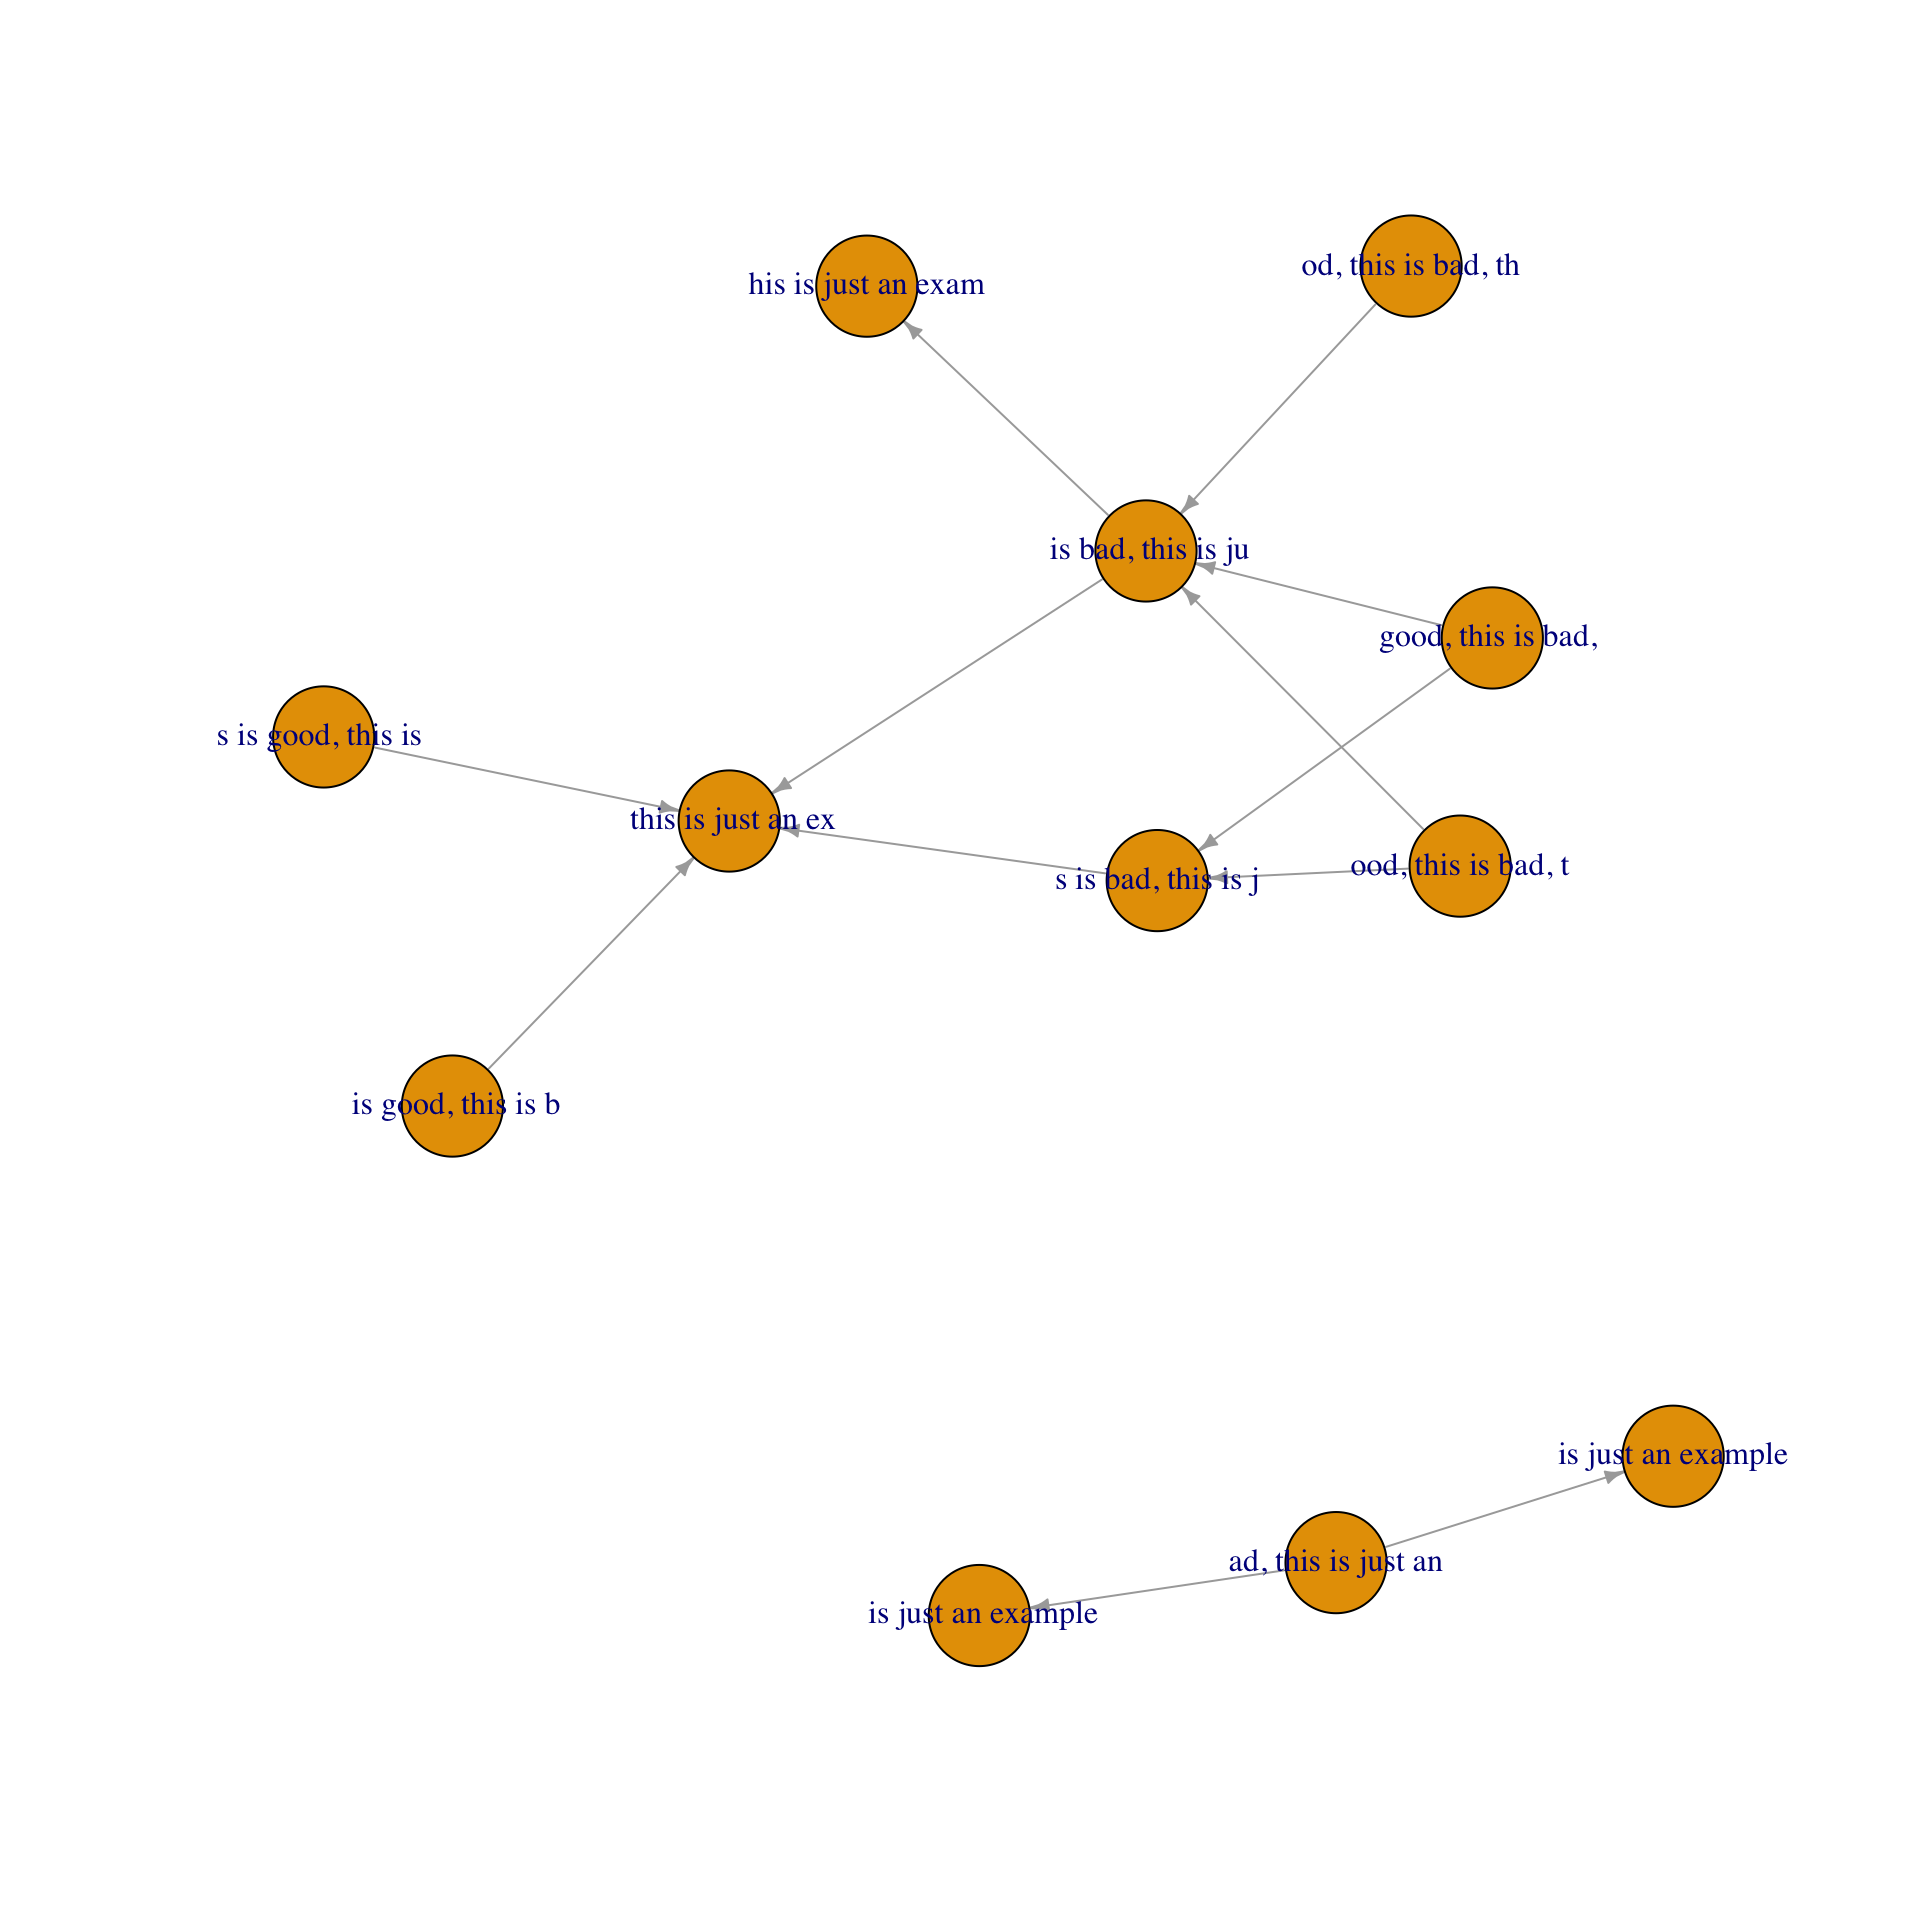 od, this is bad, th
his is just an exam
is bad, this is ju
good, this is bad,
s is good, this is
this is just an ex
ood, this is bad, t
s is bad, this is j
is good, this is b
is just an example
ad, this is just an
is just an example